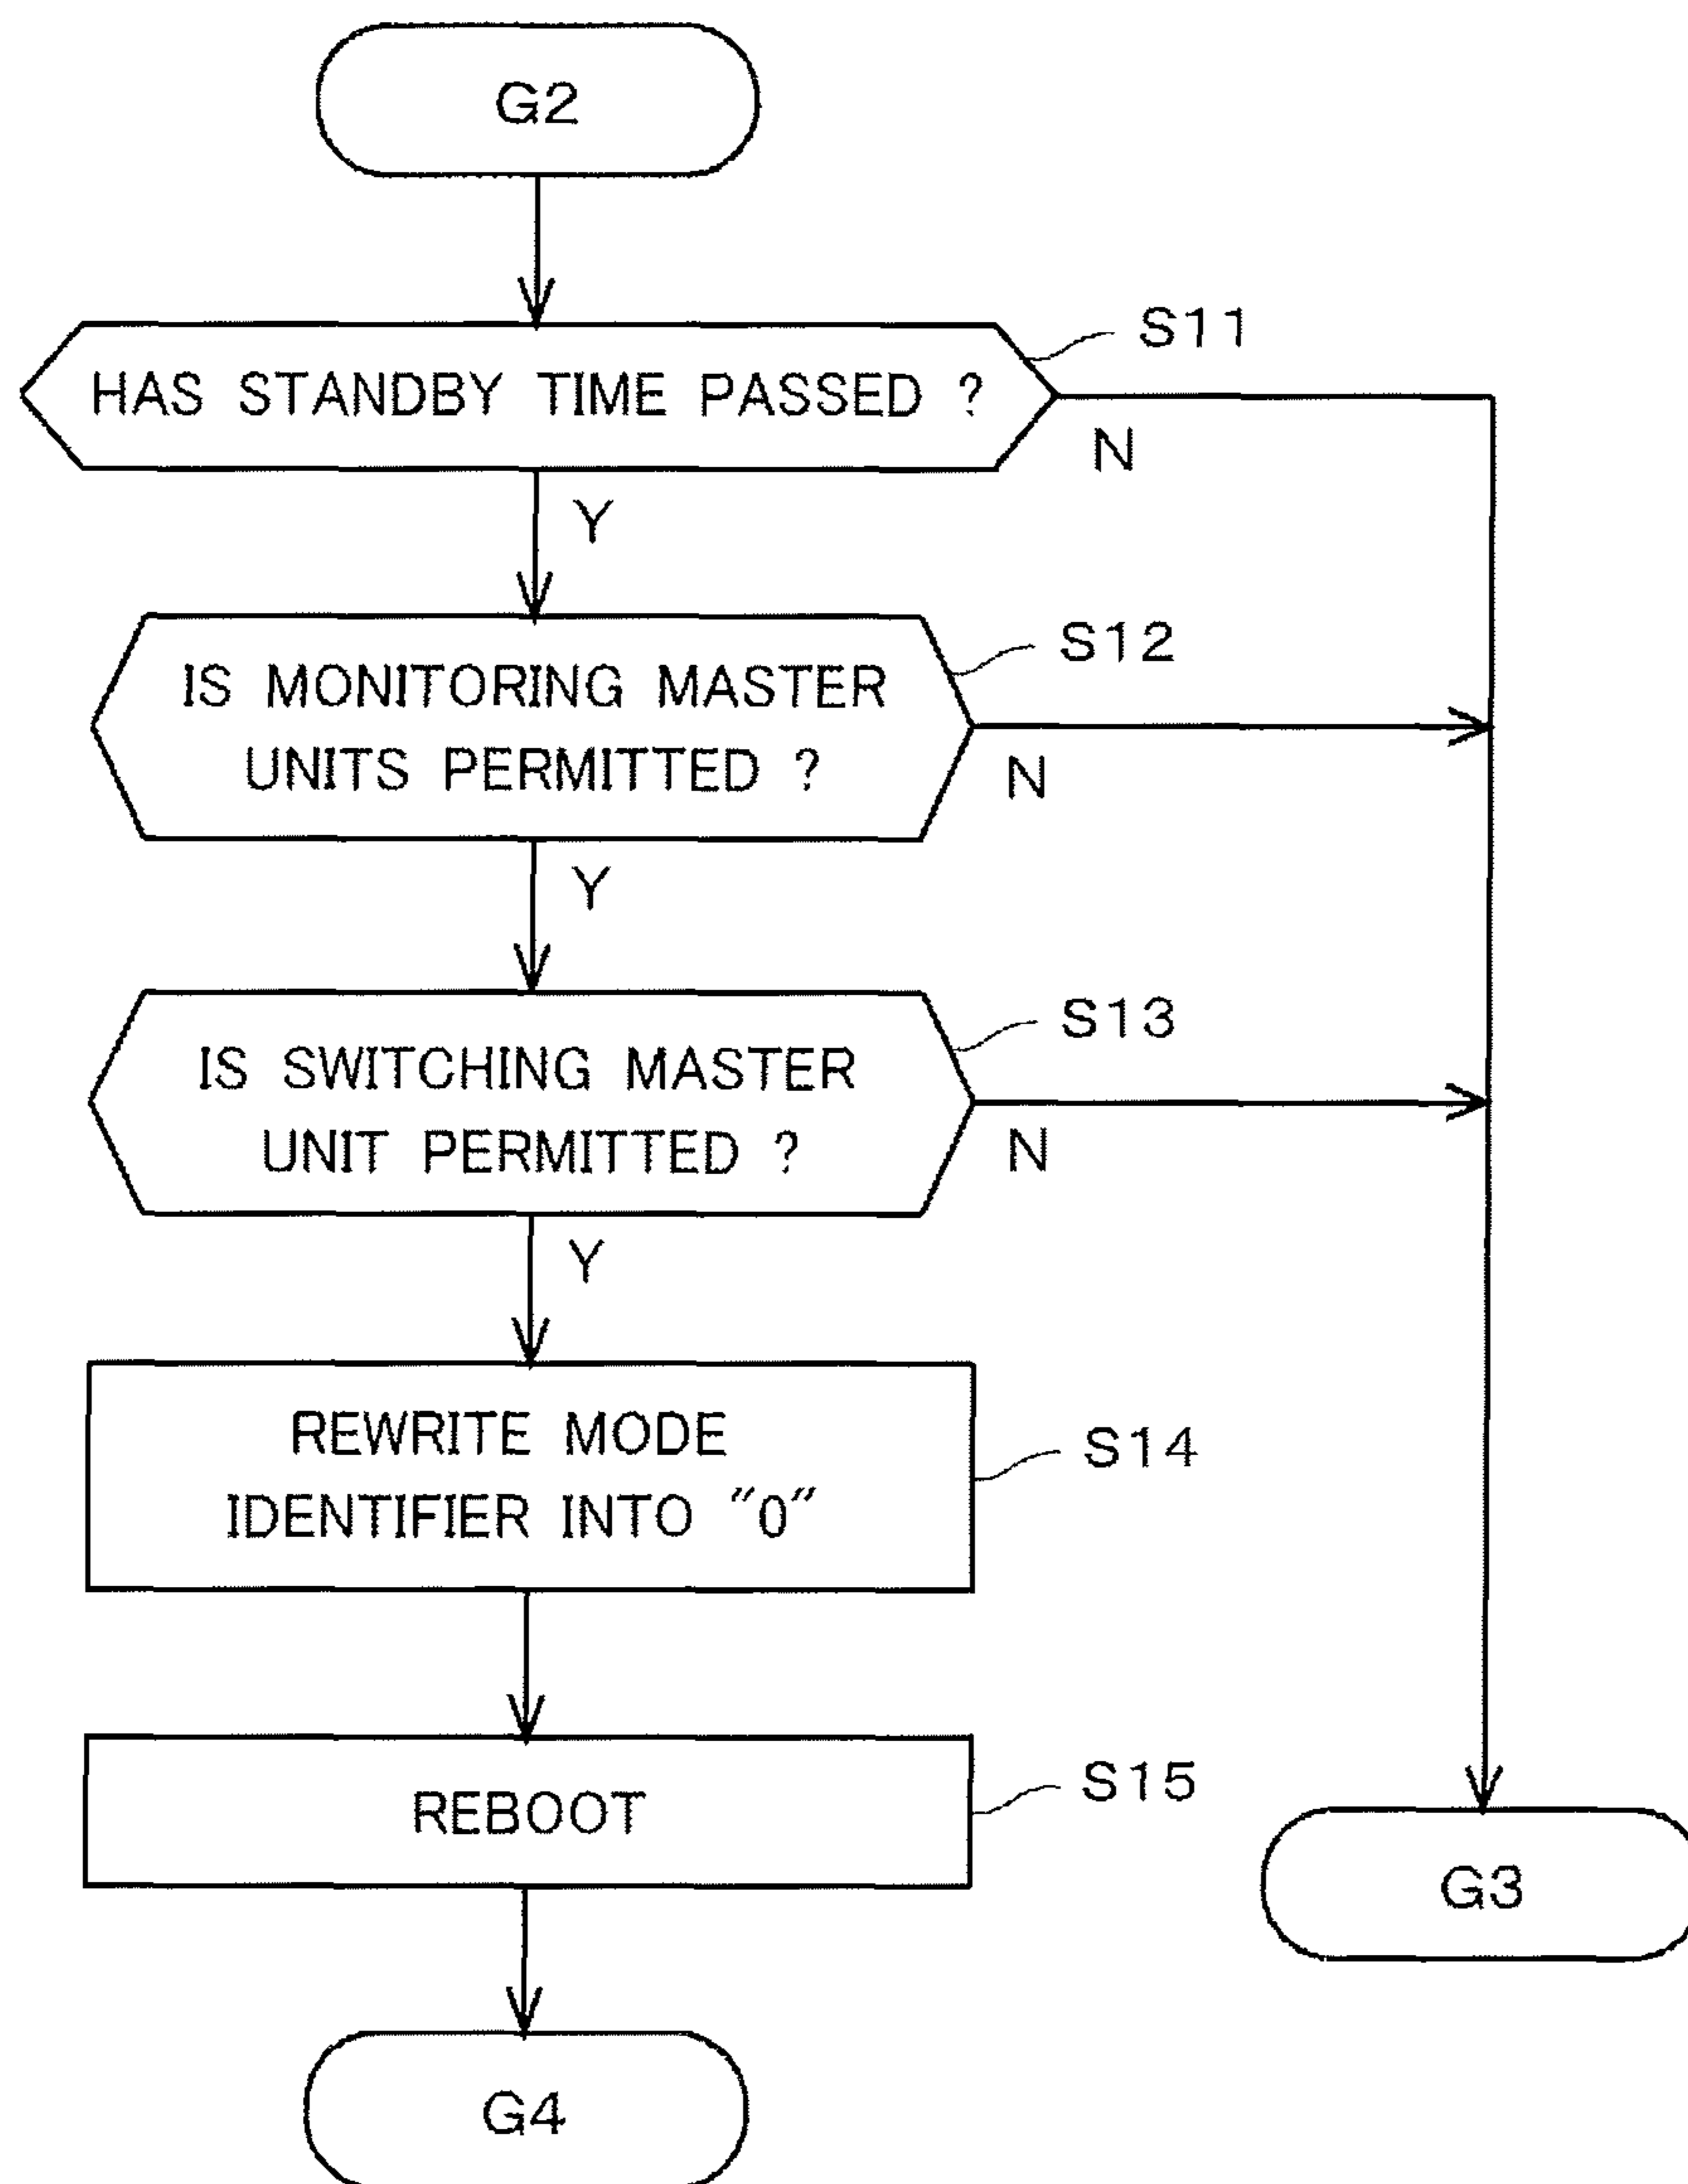 G2
S11
HAS STANDBY TIME PASSED ?
N
Y
S12
IS MONITORING MASTER
UNITS PERMITTED ?
N
Y
S13
IS SWITCHING MASTER
UNIT PERMITTED ?
N
Y
REWRITE MODE
S14
IDENTIFIER INTO "0"
S15
REBOOT
G3
G4